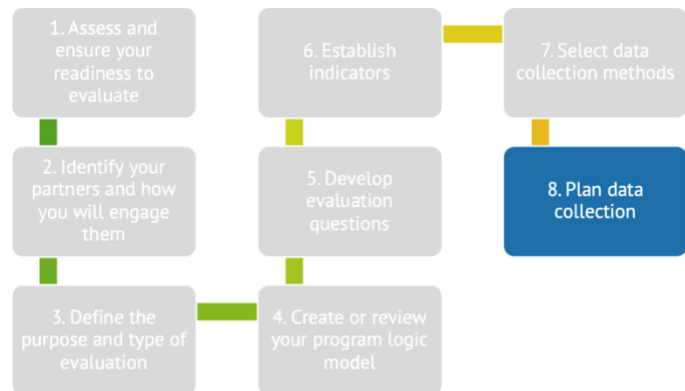 1. Assess and
ensure your
readiness to
evaluate
2. Identify your
partners and how
you will engage
them
3. Define the
purpose and type of
evaluation
4. Create or review
your program logic
model
5. Develop
evaluation
questions
6. Establish
indicators
7. Select data
collection methods
8. Plan data
collection